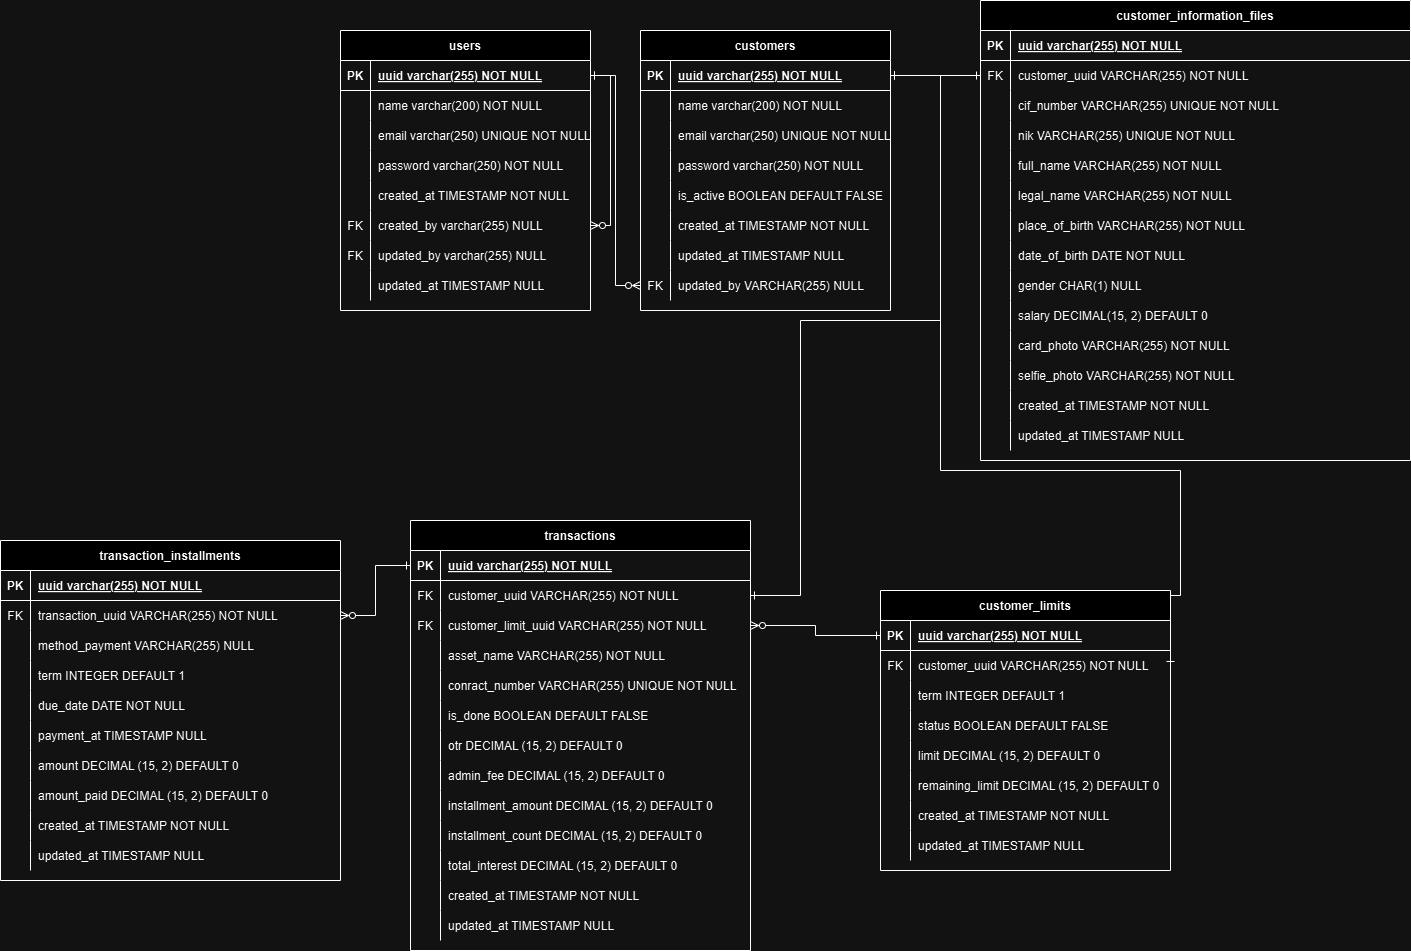 users
PK uuid varchar(255) NOT NULL
name varchar(200) NOT NULL
email varchar(250) UNIQUE NOT NULL
password varchar(250) NOT NULL
created_at TIMESTAMP NOT NULL
FK created_by varchar(255) NULL
FK updated_by varchar(255) NULL
updated_at TIMESTAMP NULL
customers
PK uuid varchar(255) NOT NULL
name varchar(200) NOT NULL
email varchar(250) UNIQUE NOT NULL
password varchar(250) NOT NULL
is_active BOOLEAN DEFAULT FALSE
created_at TIMESTAMP NOT NULL
updated_at TIMESTAMP NULL
FK updated_by VARCHAR(255) NULL
customer_information_files
PK uuid varchar(255) NOT NULL
FK customer_uuid VARCHAR(255) NOT NULL
cif_number VARCHAR(255) UNIQUE NOT NULL
nik VARCHAR(255) UNIQUE NOT NULL
full_name VARCHAR(255) NOT NULL
legal_name VARCHAR(255) NOT NULL
place_of_birth VARCHAR(255) NOT NULL
date_of_birth DATE NOT NULL
gender CHAR(1) NULL
salary DECIMAL(15, 2) DEFAULT 0
card_photo VARCHAR(255) NOT NULL
selfie_photo VARCHAR(255) NOT NULL
created_at TIMESTAMP NOT NULL
updated_at TIMESTAMP NULL
transaction_installments
PK uuid varchar(255) NOT NULL
FK transaction_uuid VARCHAR(255) NOT NULL
method_payment VARCHAR(255) NULL
term INTEGER DEFAULT 1
due_date DATE NOT NULL
payment_at TIMESTAMP NULL
amount DECIMAL (15, 2) DEFAULT 0
amount_paid DECIMAL (15, 2) DEFAULT 0
created_at TIMESTAMP NOT NULL
updated_at TIMESTAMP NULL
transactions
PK uuid varchar(255) NOT NULL
FK customer_uuid VARCHAR(255) NOT NULL
FK customer_limit_uuid VARCHAR(255) NOT NULL
asset_name VARCHAR(255) NOT NULL
conract_number VARCHAR(255) UNIQUE NOT NULL
is_done BOOLEAN DEFAULT FALSE
otr DECIMAL (15, 2) DEFAULT 0
admin_fee DECIMAL (15, 2) DEFAULT 0
installment_amount DECIMAL (15, 2) DEFAULT 0
installment_count DECIMAL (15, 2) DEFAULT 0
total_interest DECIMAL (15, 2) DEFAULT 0
created_at TIMESTAMP NOT NULL
updated_at TIMESTAMP NULL
customer_limits
PK uuid varchar(255) NOT NULL
FK customer_uuid VARCHAR(255) NOT NULL
term INTEGER DEFAULT 1
status BOOLEAN DEFAULT FALSE
limit DECIMAL (15, 2) DEFAULT 0
remaining_limit DECIMAL (15, 2) DEFAULT 0
created_at TIMESTAMP NOT NULL
updated_at TIMESTAMP NULL